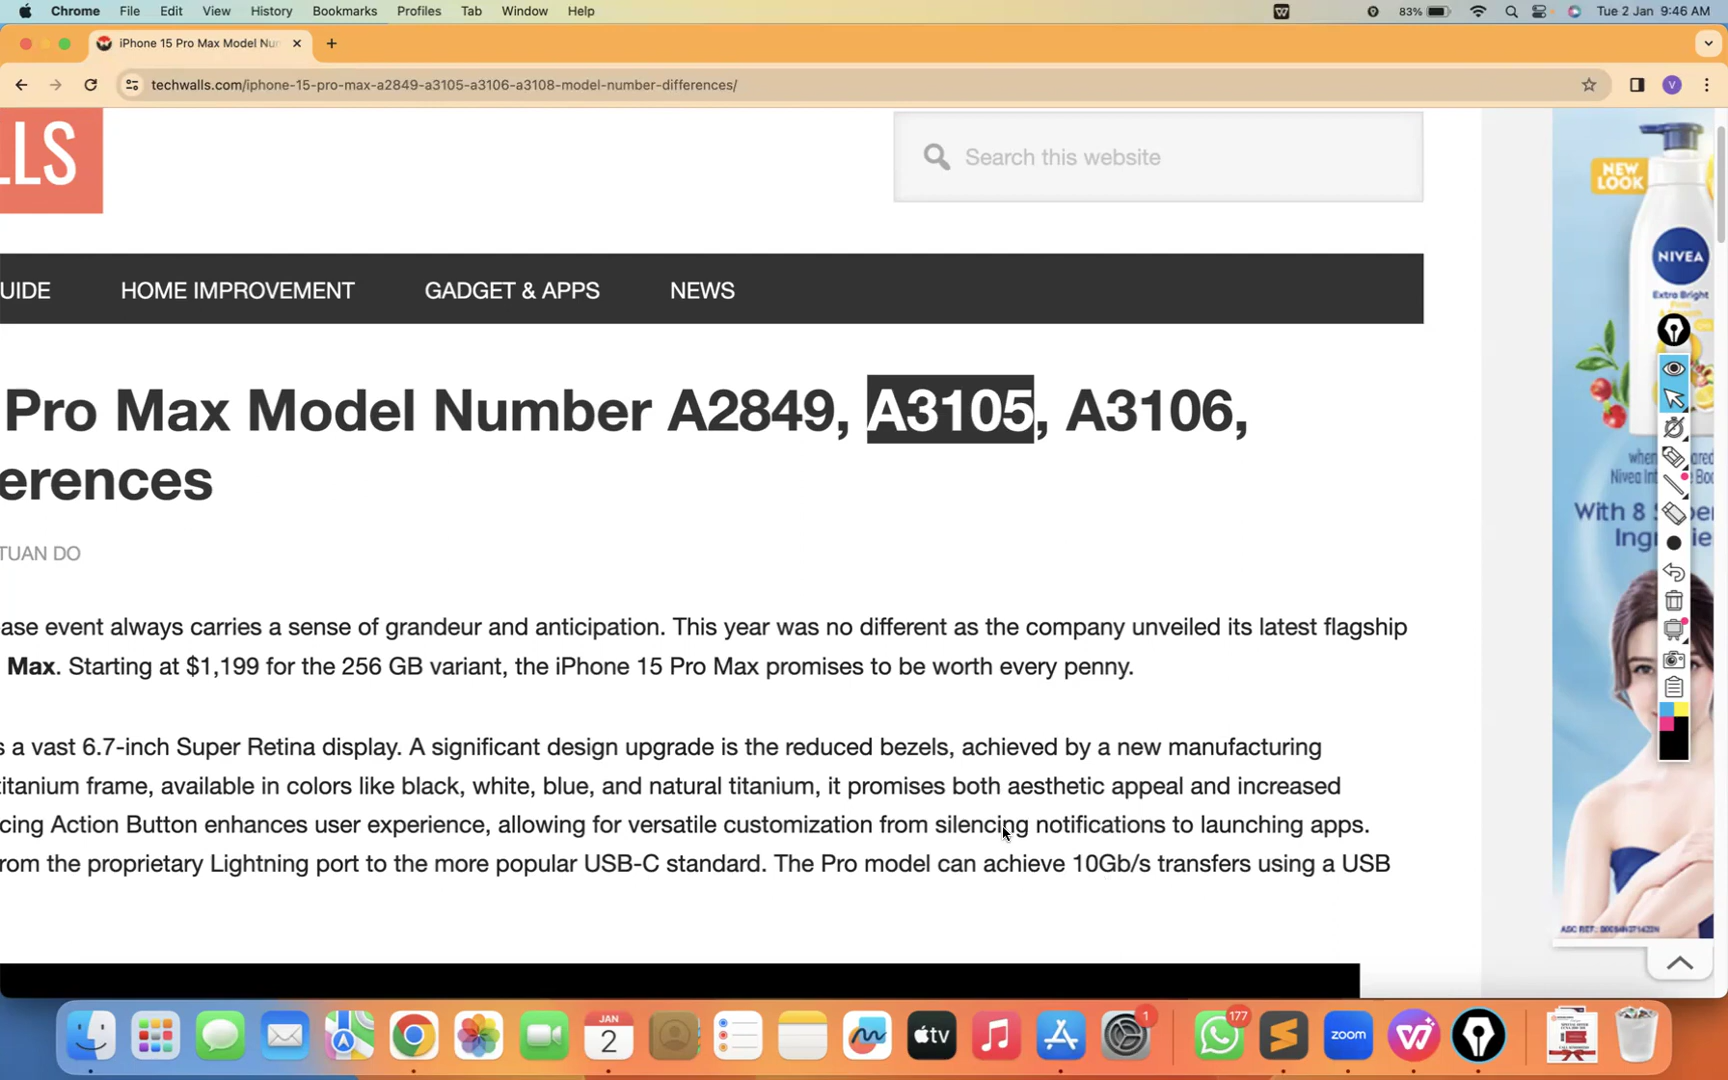 Chrome File Edit View History Bookmarks Profiles Tab Window Help
83% Tue 2 Jan 9:46 AM
iPhone 15 Pro Max Model Nu
techwalls.com/iphone-15-pro-max-a2849-a3105-a3106-a3108-model-number-differences/
V
LLS
Search this website
UIDE HOME IMPROVEMENT GADGET & APPS NEWS
Pro Max Model Number A2849, A3105, A3106,
erences
TUAN DO
ase event always carries a sense of grandeur and anticipation. This year was no different as the company unveiled its latest flagship
Max. Starting at $1,199 for the 256 GB variant, the iPhone 15 Pro Max promises to be worth every penny.
s a vast 6.7-inch Super Retina display. A significant design upgrade is the reduced bezels, achieved by a new manufacturing
titanium frame, available in colors like black, white, blue, and natural titanium, it promises both aesthetic appeal and increased
cing Action Button enhances user experience, allowing for versatile customization from silencing notifications to launching apps.
rom the proprietary Lightning port to the more popular USB-C standard. The Pro model can achieve 10Gb/s transfers using a USB
NEW
LOOK
NIVEA
Extra Bright
when
Nivea
With 8
JAN
2
tv
1
177
zoom